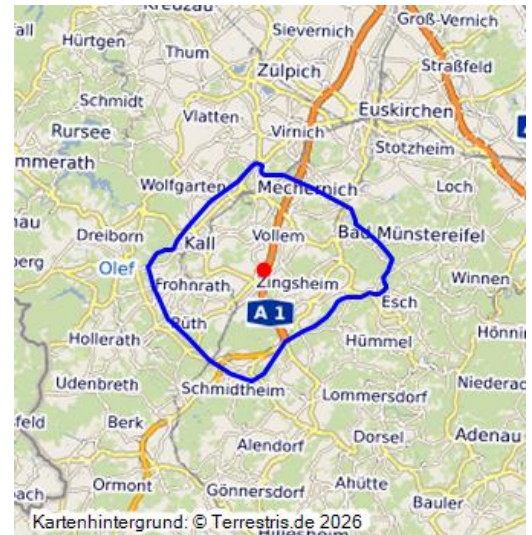 Kreuzau
Groß-Vernich
Sievernich
Hürtgen
Thum
Zülpich
Straßfeld
Schmidt
Vlatten
Euskirchen
Rursee
Virnich
Stotzheim
mmerath
Wolfgarten
Mechernich
Loch
Dreiborn
Vollem
Bad Münstereifel
Kall
Olef
Zingsheim
Winnen
Frohnrath
Esch
A 1
Rüth
Hönnin
Hollerath
Hümmel
Udenbreth
Schmidtheim
Niederad
Lommersdorf
Berk
Dorsel
Adenau
Alendorf
Ormont
Ahütte
Gönnersdorf
Bauler
Kartenhintergrund: © Terrestris.de 2026